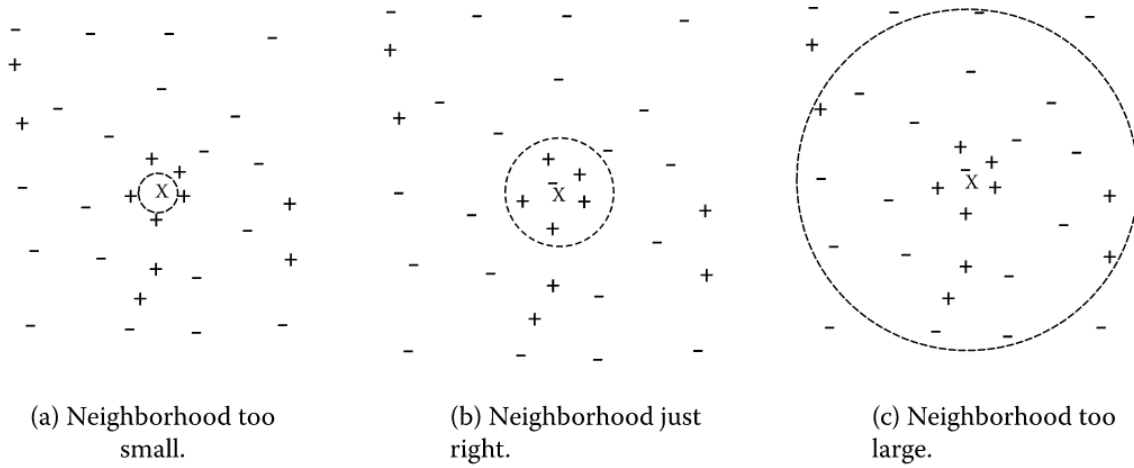 X
X
X
(a) Neighborhood too
small.
(b) Neighborhood just
right.
(c) Neighborhood too
large.